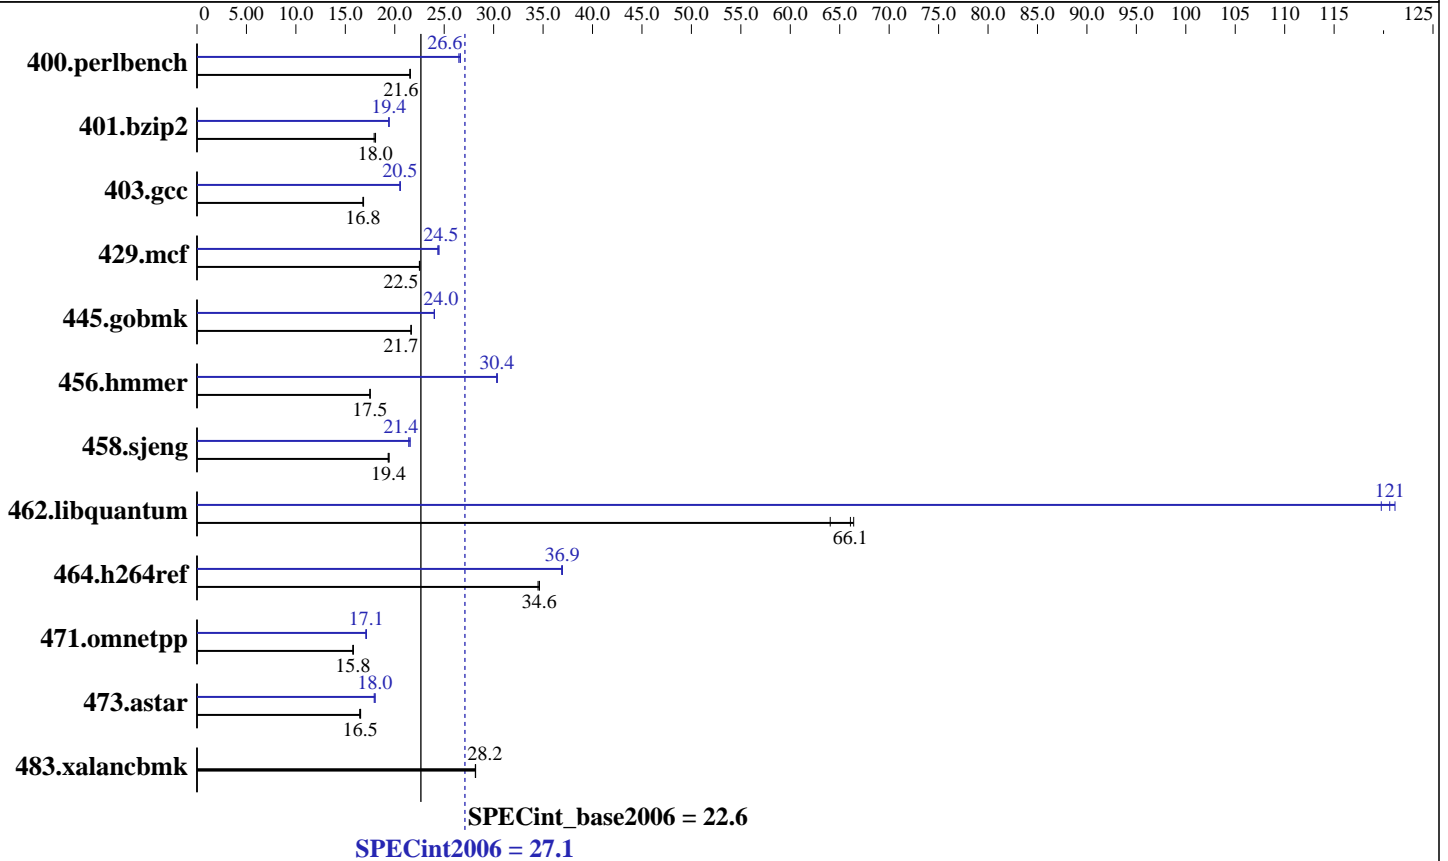 0 5.00 10.0 15.0 20.0 25.0 30.0 35.0 40.0 45.0 50.0 55.0 60.0 65.0 70.0 75.0 80.0 85.0 90.0 95.0 100 105 110 115 125
26.6
400.perlbench
21.6
19.4
401.bzip2
18.0
20.5
403.gcc
16.8
24.5
429.mcf
22.5
24.0
445.gobmk
21.7
30.4
456.hmmer
17.5
21.4
458.sjeng
19.4
121
462.libquantum
66.1
36.9
464.h264ref
34.6
17.1
471.omnetpp
15.8
18.0
473.astar
16.5
28.2
483.xalancbmk
SPECint_base2006 = 22.6
SPECint2006 = 27.1